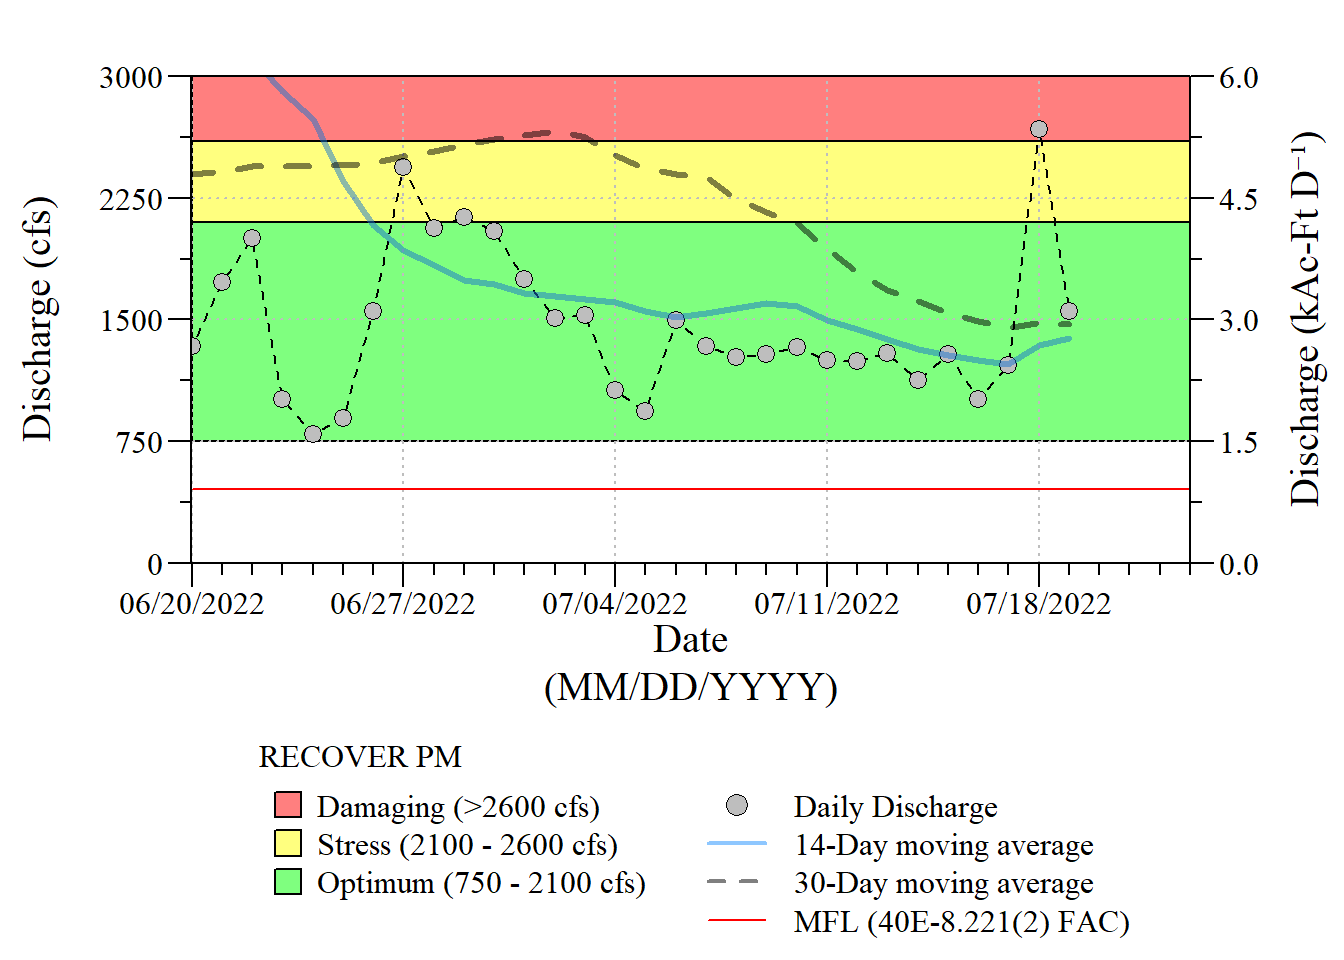 3000
2250
1500
750
0
Discharge (cfs)
6.0
4.5
3.0
1.5
0.0
Discharge (kAc-Ft D⁻¹)
06/20/2022 06/27/2022 07/04/2022 07/11/2022 07/18/2022
Date
(MM/DD/YYYY)
RECOVER PM
Damaging (>2600 cfs)
Stress (2100 - 2600 cfs)
Optimum (750 - 2100 cfs)
Daily Discharge
14-Day moving average
30-Day moving average
MFL (40E-8.221(2) FAC)